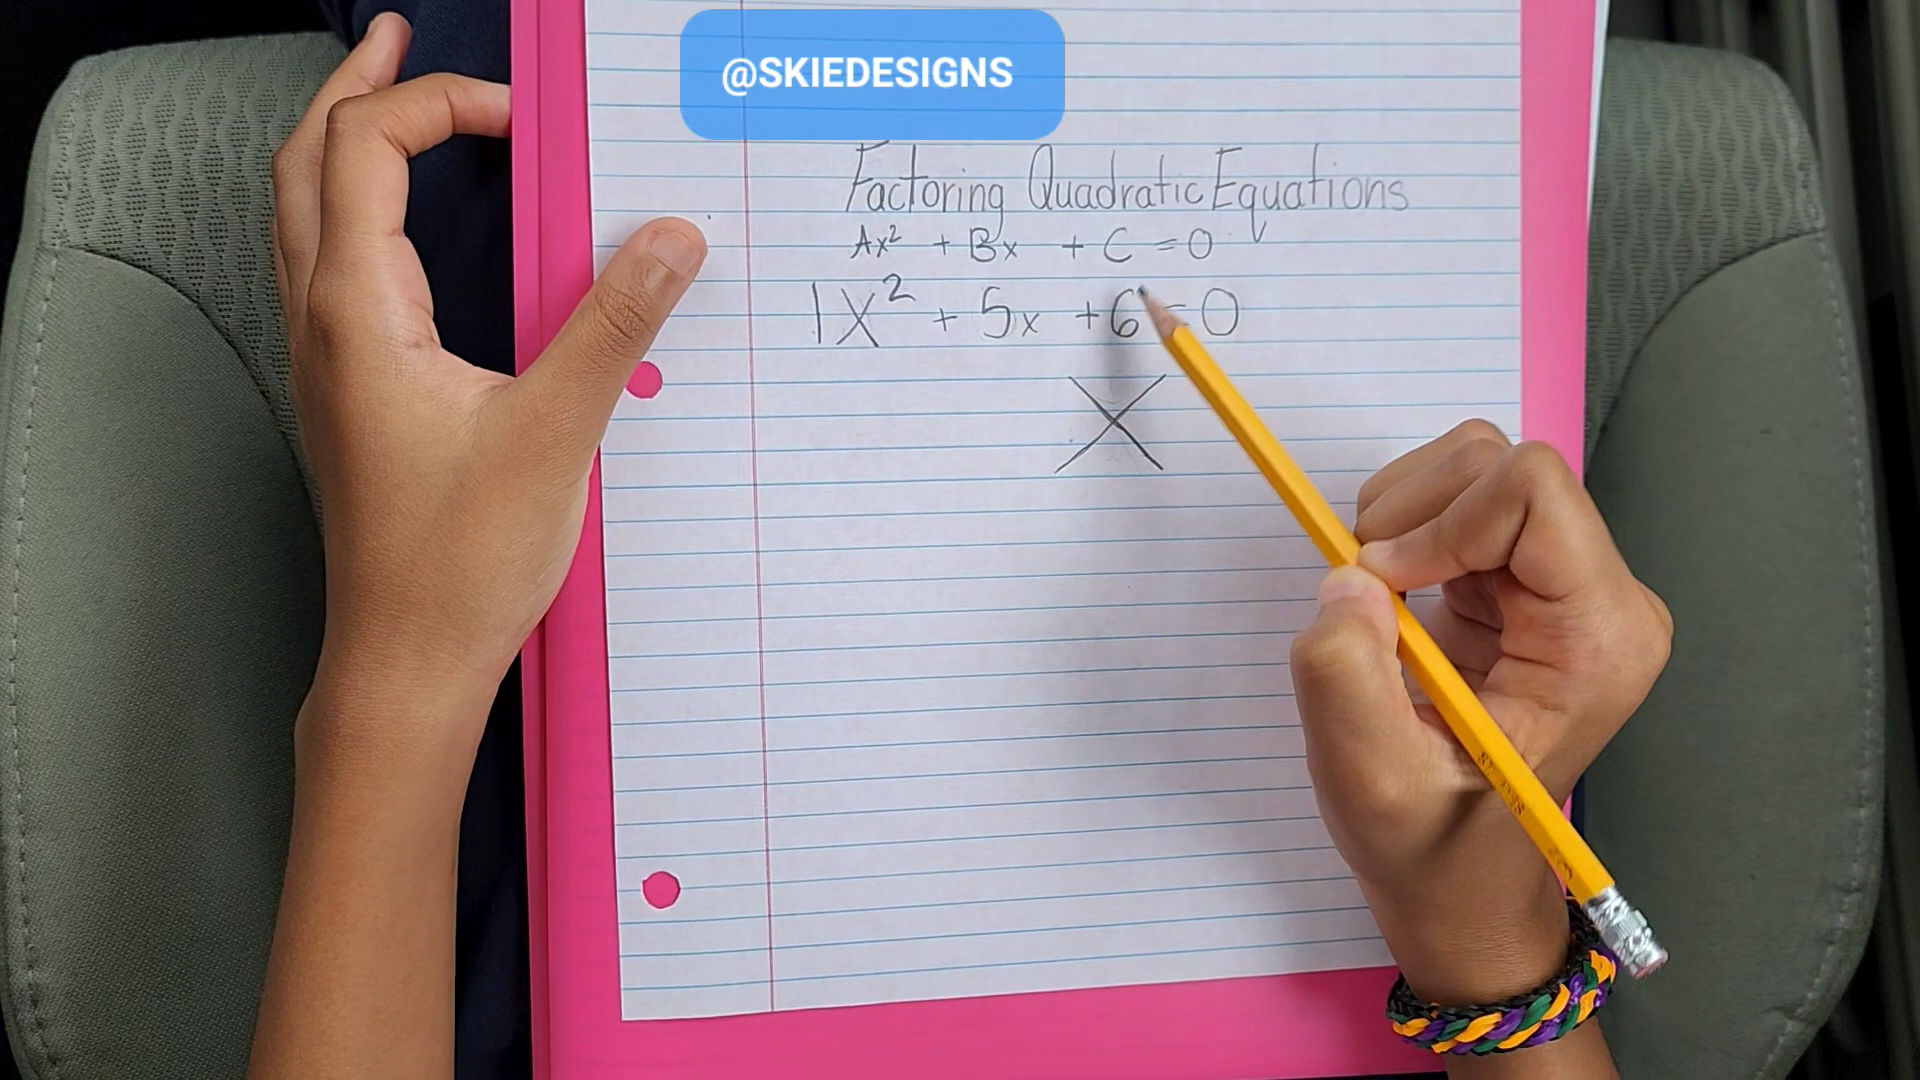 @SKIEDESIGNS
Factoring Quadratic Equations
Ax² + Bx + C = 0
1x² + 5x + 6 = 0